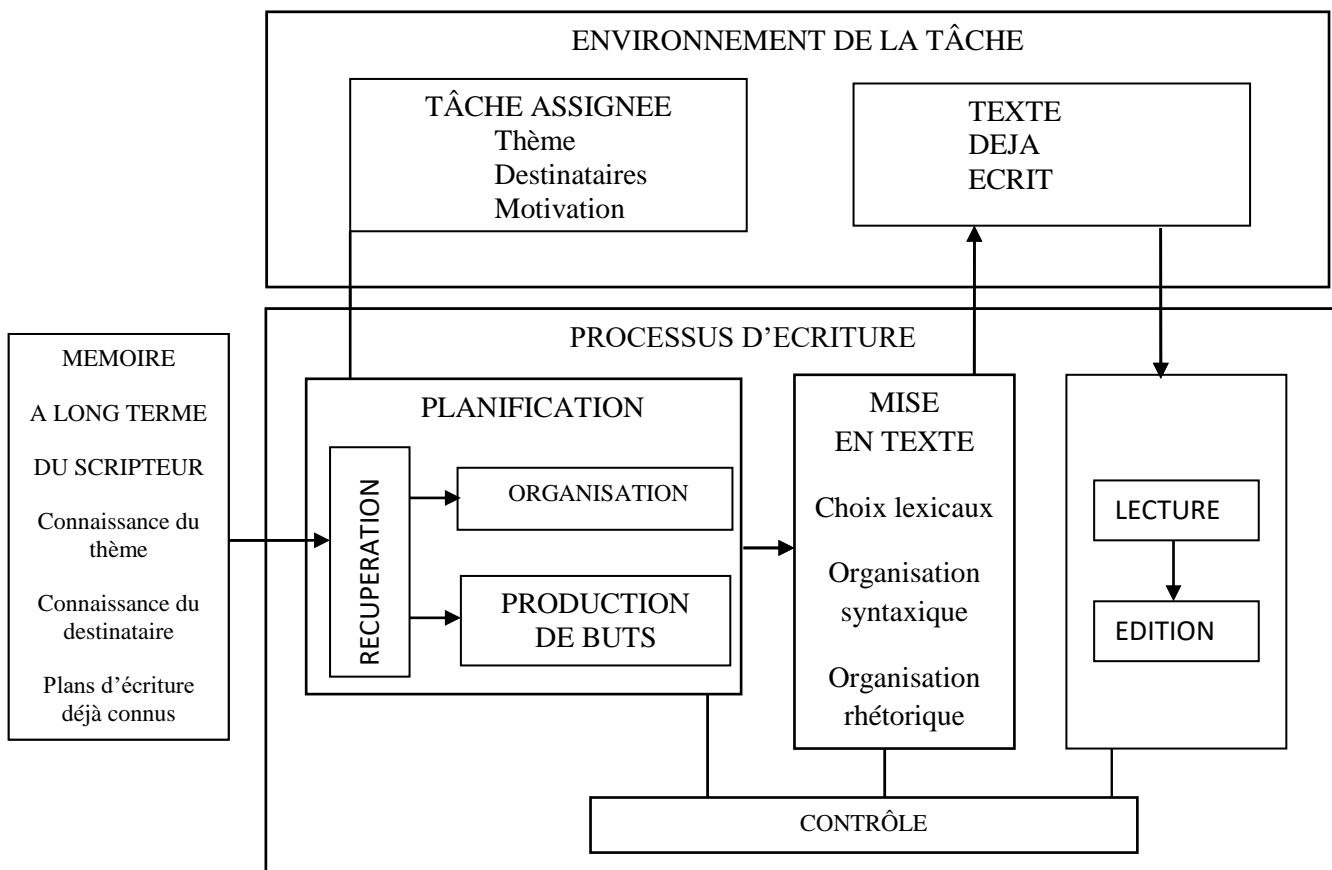 ENVIRONNEMENT DE LA TÂCHE
TÂCHE ASSIGNEE
Thème
Destinataires
Motivation
TEXTE
DEJA
ECRIT
MEMOIRE
A LONG TERME
DU SCRIPTEUR
Connaissance du
thème
Connaissance du
destinataire
Plans d’écriture
déjà connus
PROCESSUS D’ECRITURE
PLANIFICATION
RECUPERATION
ORGANISATION
PRODUCTION
DE BUTS
MISE
EN TEXTE
Choix lexicaux
Organisation
syntaxique
Organisation
rhétorique
LECTURE
EDITION
CONTRÔLE